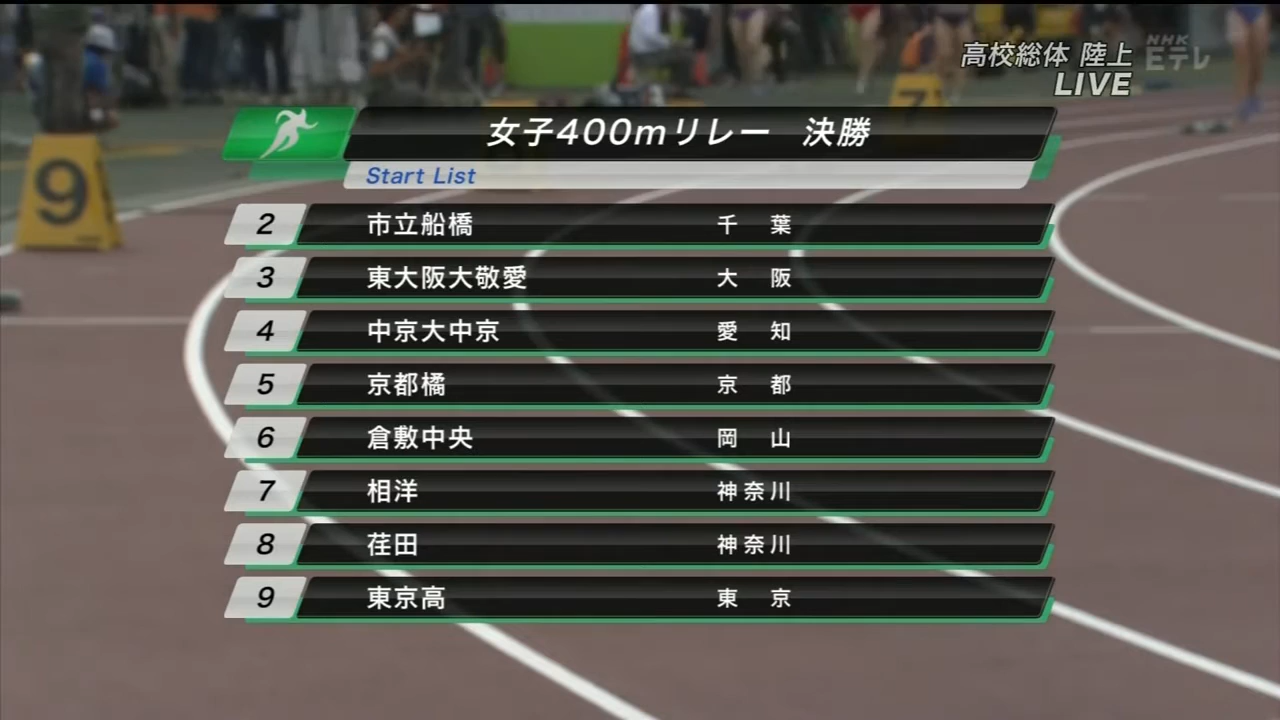 高校総体 陸上 NHK Eテレ
LIVE
女子400mリレー 決勝
Start List
2 市立船橋 千葉
3 東大阪大敬愛 大阪
4 中京大中京 愛知
5 京都橘 京都
6 倉敷中央 岡山
7 相洋 神奈川
8 荏田 神奈川
9 東京高 東京
9
7